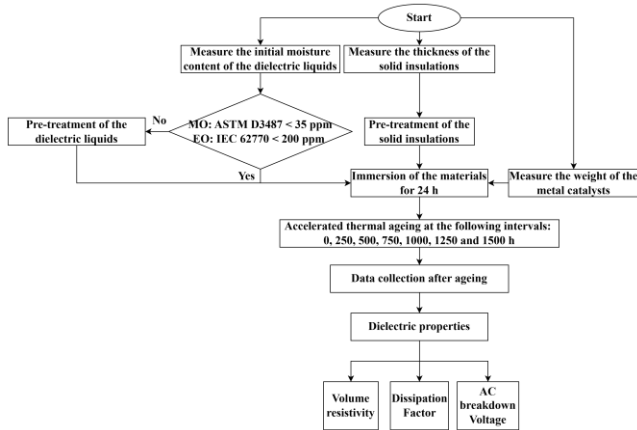 Start
Measure the initial moisture
content of the dielectric liquids
Measure the thickness of the
solid insulations
No
MO: ASTM D3487 < 35 ppm
EO: IEC 62770 < 200 ppm
Pre-treatment of the
dielectric liquids
Pre-treatment of the
solid insulations
Yes
Immersion of the materials
for 24 h
Measure the weight of the
metal catalysts
Accelerated thermal ageing at the following intervals:
0, 250, 500, 750, 1000, 1250 and 1500 h
Data collection after ageing
Dielectric properties
Volume
resistivity
Dissipation
Factor
AC
breakdown
Voltage